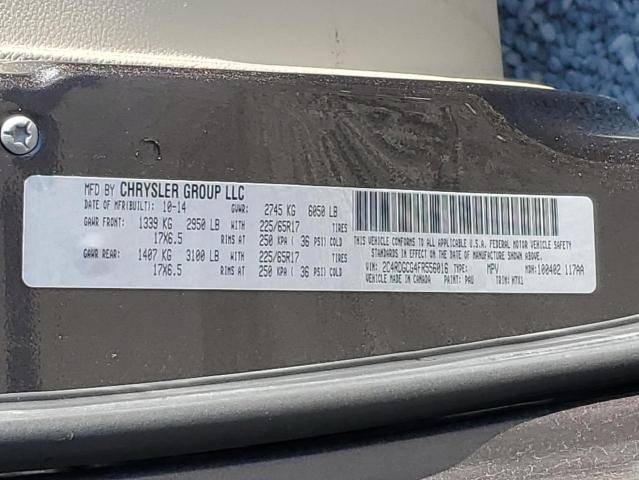 MFD BY CHRYSLER GROUP LLC
DATE OF MFR(BUILT): 10-14 GVWR: 2745 KG 6050 LB
GAWR FRONT: 1339 KG 2950 LB WITH 225/65R17 TIRES
17X6.5 RIMS AT 250 KPA ( 36 PSI) COLD
GAWR REAR: 1407 KG 3100 LB WITH 225/65R17 TIRES
17X6.5 RIMS AT 250 KPA ( 36 PSI) COLD
THIS VEHICLE CONFORMS TO ALL APPLICABLE U.S.A. FEDERAL MOTOR VEHICLE SAFETY
STANDARDS IN EFFECT ON THE DATE OF MANUFACTURE SHOWN ABOVE.
VIN: 2C4RDGCG4FR556016 TYPE: MPV MDH: 100402 117AA
VEHICLE MADE IN CANADA PAINT: PAU TRIM: H7X1